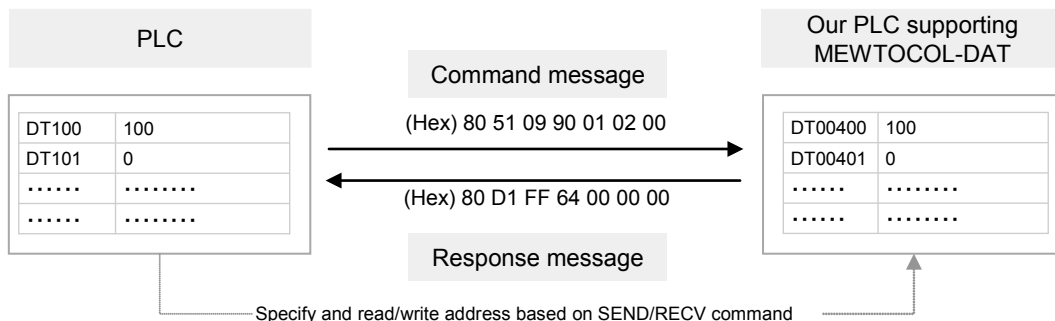 PLC
Our PLC supporting
MEWTOCOL-DAT
Command message
(Hex) 80 51 09 90 01 02 00
DT100 100
DT101 0
······ ········
······ ········
DT00400 100
DT00401 0
······ ········
······ ········
(Hex) 80 D1 FF 64 00 00 00
Response message
Specify and read/write address based on SEND/RECV command